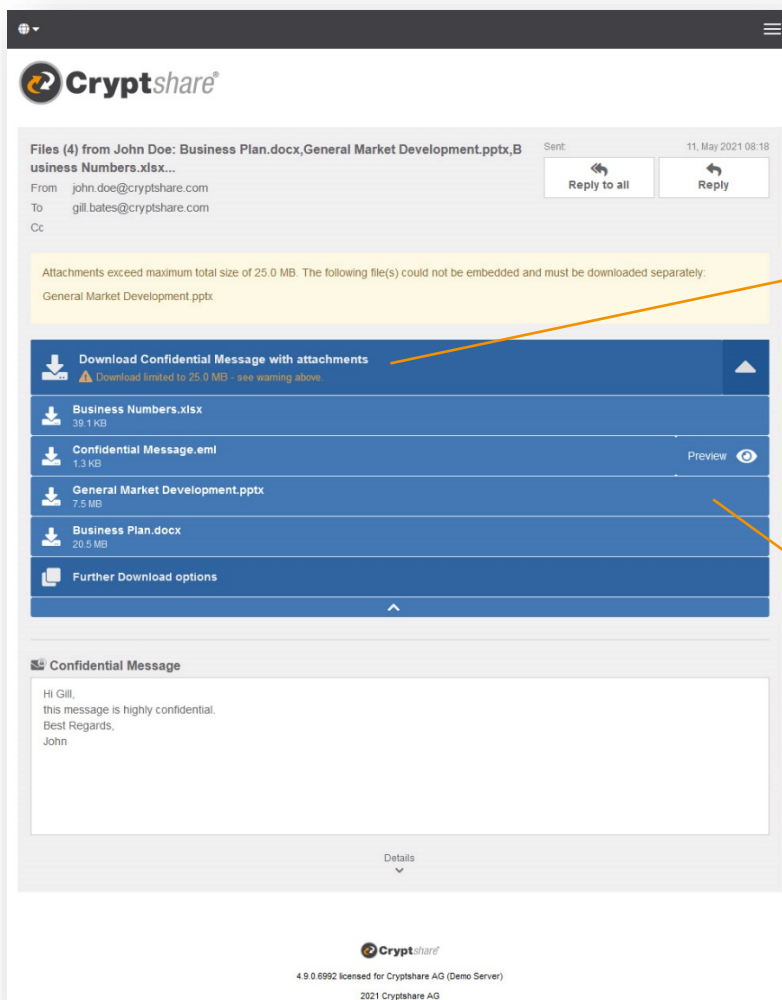 Cryptshare®
Files (4) from John Doe: Business Plan.docx,General Market Development.pptx,B
usiness Numbers.xlsx...
Sent:
11, May 2021 08:18
Reply to all
Reply
From john.doe@cryptshare.com
To gill.bates@cryptshare.com
Cc
Attachments exceed maximum total size of 25.0 MB. The following file(s) could not be embedded and must be downloaded separately:
General Market Development.pptx
Download Confidential Message with attachments
Download limited to 25.0 MB - see warning above.
Business Numbers.xlsx
39.1 KB
Confidential Message.eml
1.3 KB
Preview
General Market Development.pptx
7.5 MB
Business Plan.docx
20.5 MB
Further Download options
Confidential Message
Hi Gill,
this message is highly confidential.
Best Regards,
John
Details
Cryptshare®
4.9.0.6992 licensed for Cryptshare AG (Demo Server)
2021 Cryptshare AG